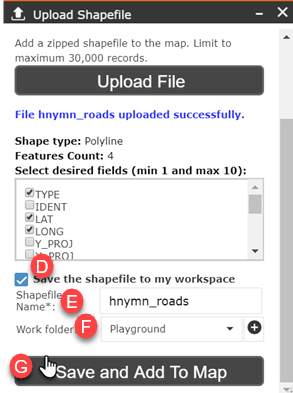 Upload Shapefile
Add a zipped shapefile to the map. Limit to
maximum 30,000 records.
Upload File
File hnymn_roads uploaded successfully.
Shape type: Polyline
Features Count: 4
Select desired fields (min 1 and max 10):
TYPE
IDENT
LAT
LONG
Y_PROJ
D
Save the shapefile to my workspace
Shapefile
Name*:
E
hnymn_roads
Work folder
F
Playground
G
Save and Add To Map